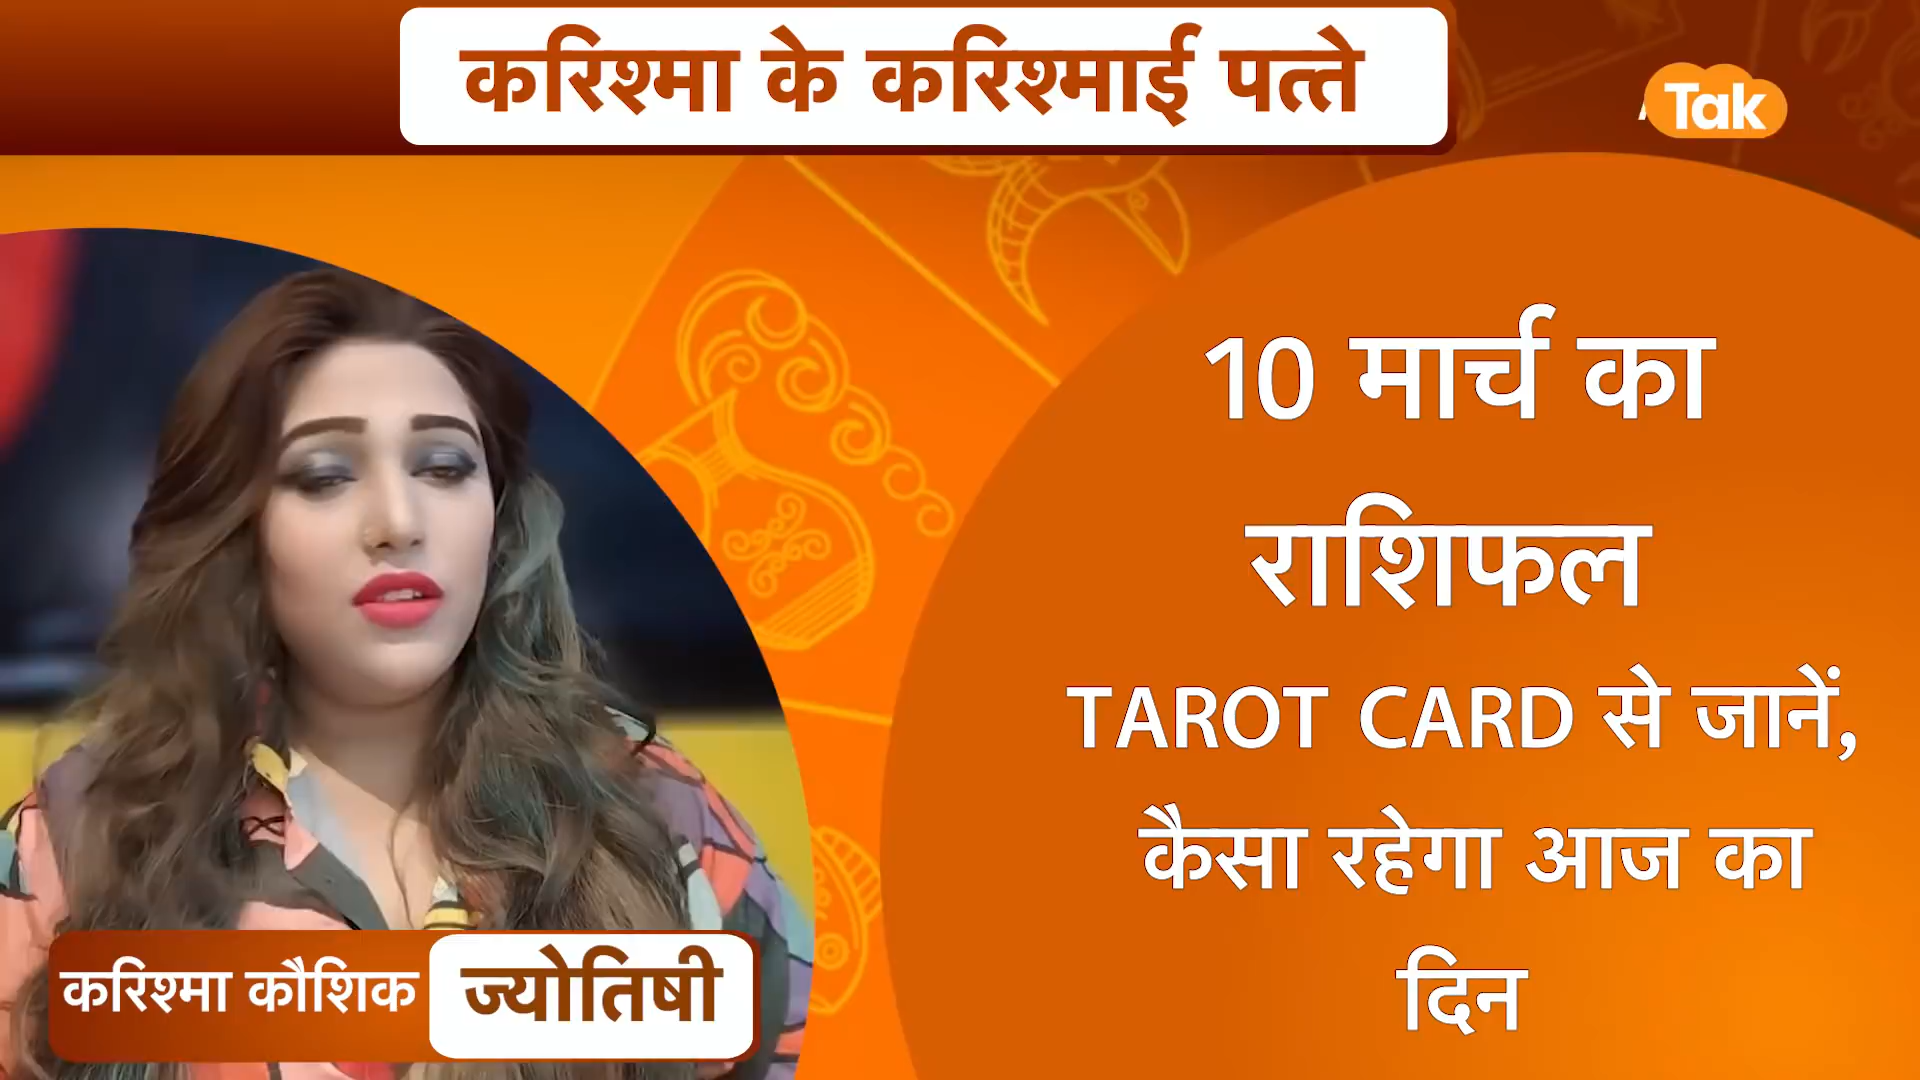 करिश्मा के करिश्माई पत्ते
Tak
10 मार्च का
राशिफल
TAROT CARD से जानें,
कैसा रहेगा आज का
दिन
करिश्मा कौशिक
ज्योतिषी